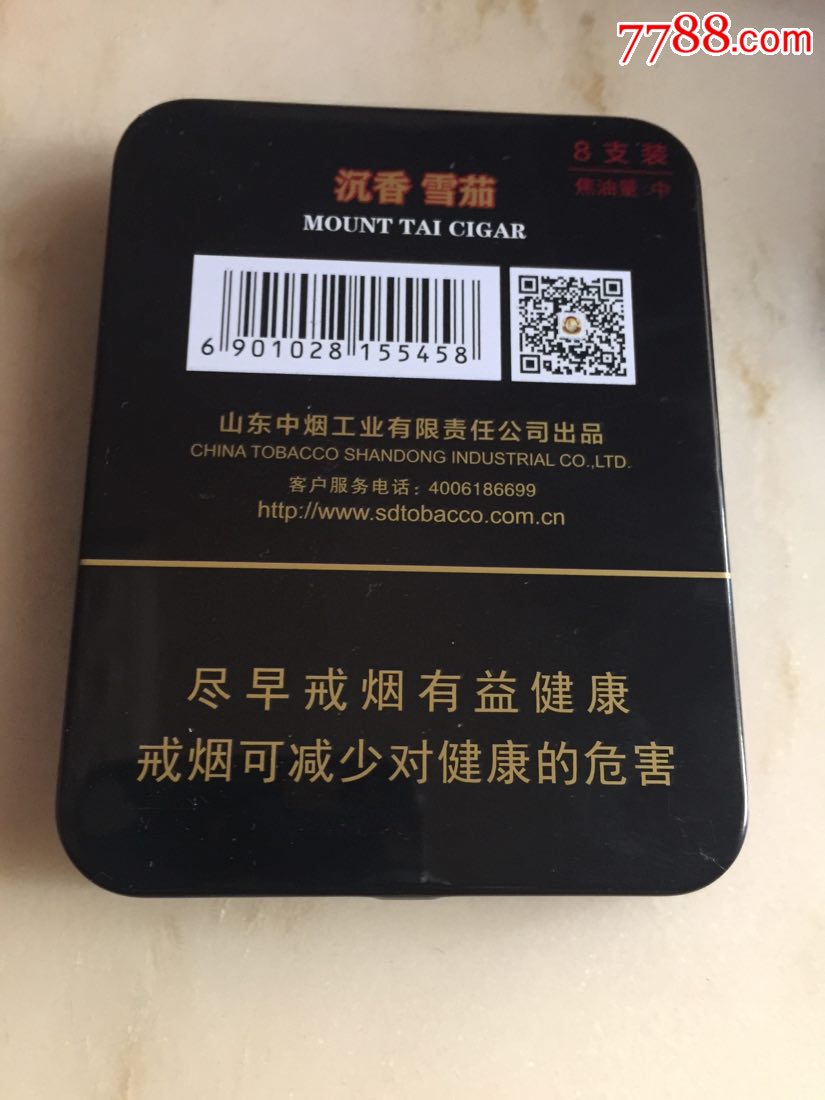 7788.com
8支装
焦油量 中
沉香 雪茄
MOUNT TAI CIGAR
6 901028 155458
山东中烟工业有限责任公司出品
CHINA TOBACCO SHANDONG INDUSTRIAL CO.,LTD.
客户服务电话：4006186699
http://www.sdtobacco.com.cn
尽早戒烟有益健康
戒烟可减少对健康的危害